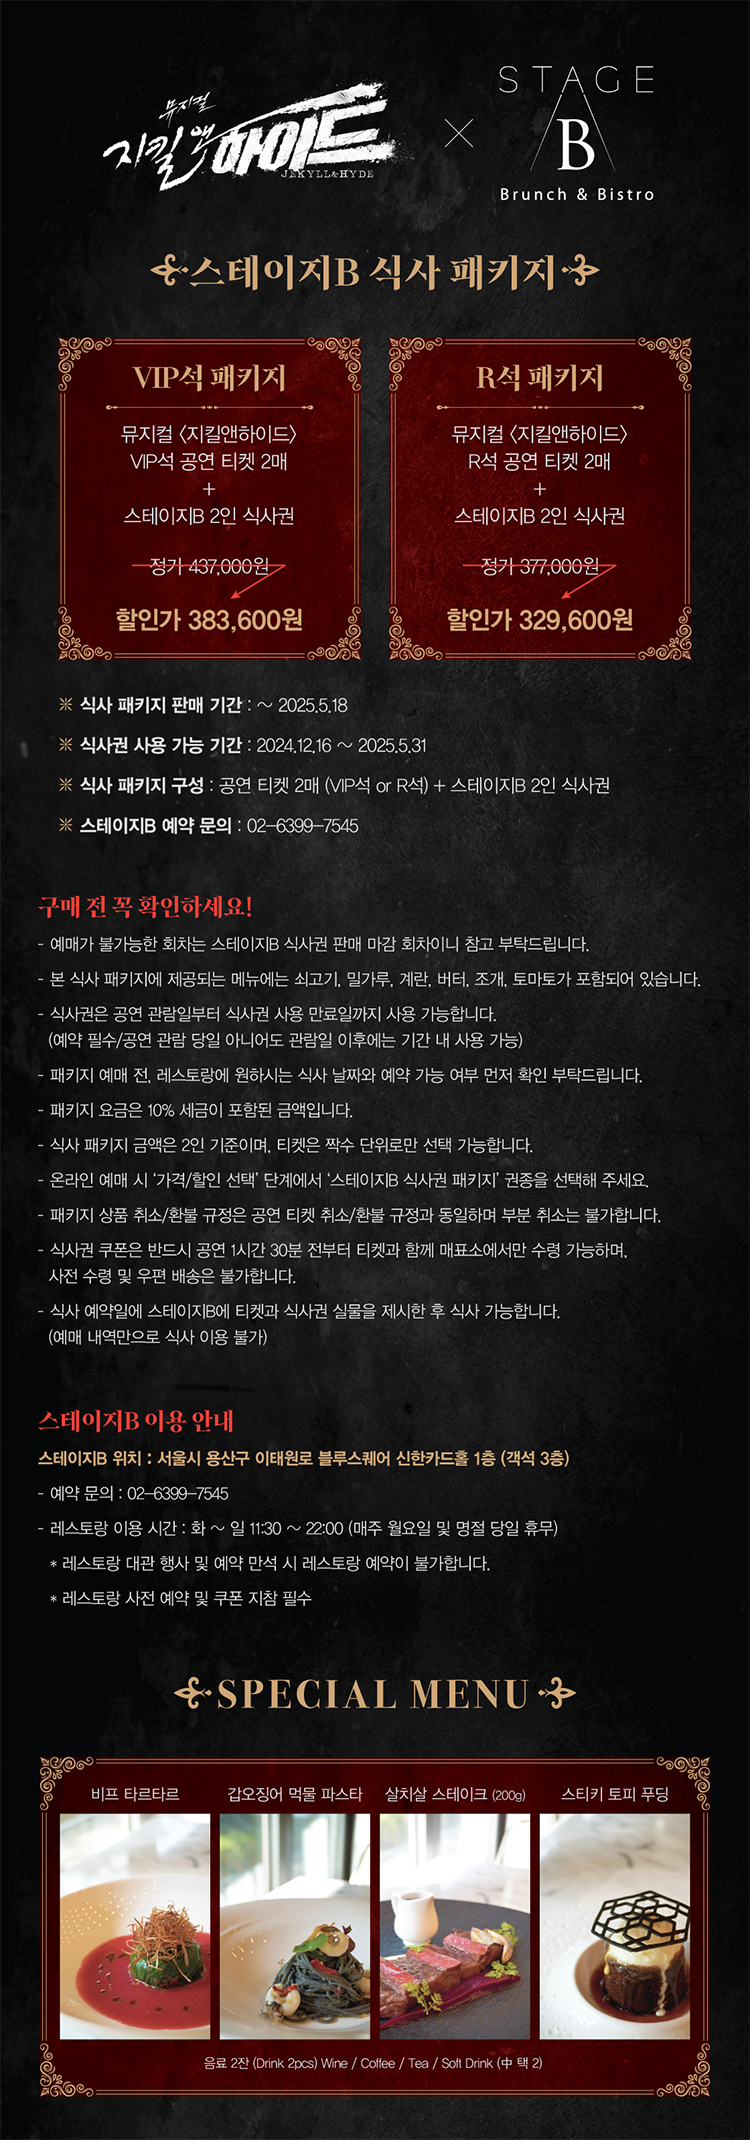 뮤지컬
지킬앤하이드
JEKYLL&HYDE
×
STAGE
B
Brunch & Bistro
스테이지B 식사 패키지
VIP석 패키지
뮤지컬 〈지킬앤하이드〉
VIP석 공연 티켓 2매
+
스테이지B 2인 식사권
정가 437,000원
할인가 383,600원
R석 패키지
뮤지컬 〈지킬앤하이드〉
R석 공연 티켓 2매
+
스테이지B 2인 식사권
정가 377,000원
할인가 329,600원
※ 식사 패키지 판매 기간 : ~ 2025.5.18
※ 식사권 사용 가능 기간 : 2024.12.16 ~ 2025.5.31
※ 식사 패키지 구성 : 공연 티켓 2매 (VIP석 or R석) + 스테이지B 2인 식사권
※ 스테이지B 예약 문의 : 02-6399-7545
구매 전 꼭 확인하세요!
- 예매가 불가능한 회차는 스테이지B 식사권 판매 마감 회차이니 참고 부탁드립니다.
- 본 식사 패키지에 제공되는 메뉴에는 쇠고기, 밀가루, 계란, 버터, 조개, 토마토가 포함되어 있습니다.
- 식사권은 공연 관람일부터 식사권 사용 만료일까지 사용 가능합니다.
(예약 필수/공연 관람 당일 아니어도 관람일 이후에는 기간 내 사용 가능)
- 패키지 예매 전, 레스토랑에 원하시는 식사 날짜와 예약 가능 여부 먼저 확인 부탁드립니다.
- 패키지 요금은 10% 세금이 포함된 금액입니다.
- 식사 패키지 금액은 2인 기준이며, 티켓은 짝수 단위로만 선택 가능합니다.
- 온라인 예매 시 '가격/할인 선택' 단계에서 '스테이지B 식사권 패키지' 권종을 선택해 주세요.
- 패키지 상품 취소/환불 규정은 공연 티켓 취소/환불 규정과 동일하며 부분 취소는 불가합니다.
- 식사권 쿠폰은 반드시 공연 1시간 30분 전부터 티켓과 함께 매표소에서만 수령 가능하며,
사전 수령 및 우편 배송은 불가합니다.
- 식사 예약일에 스테이지B에 티켓과 식사권 실물을 제시한 후 식사 가능합니다.
(예매 내역만으로 식사 이용 불가)
스테이지B 이용 안내
스테이지B 위치 : 서울시 용산구 이태원로 블루스퀘어 신한카드홀 1층 (객석 3층)
- 예약 문의 : 02-6399-7545
- 레스토랑 이용 시간 : 화 ~ 일 11:30 ~ 22:00 (매주 월요일 및 명절 당일 휴무)
* 레스토랑 대관 행사 및 예약 만석 시 레스토랑 예약이 불가합니다.
* 레스토랑 사전 예약 및 쿠폰 지참 필수
SPECIAL MENU
비프 타르타르
갑오징어 먹물 파스타
살치살 스테이크 (200g)
스티키 토피 푸딩
음료 2잔 (Drink 2pcs) Wine / Coffee / Tea / Soft Drink (中 택 2)